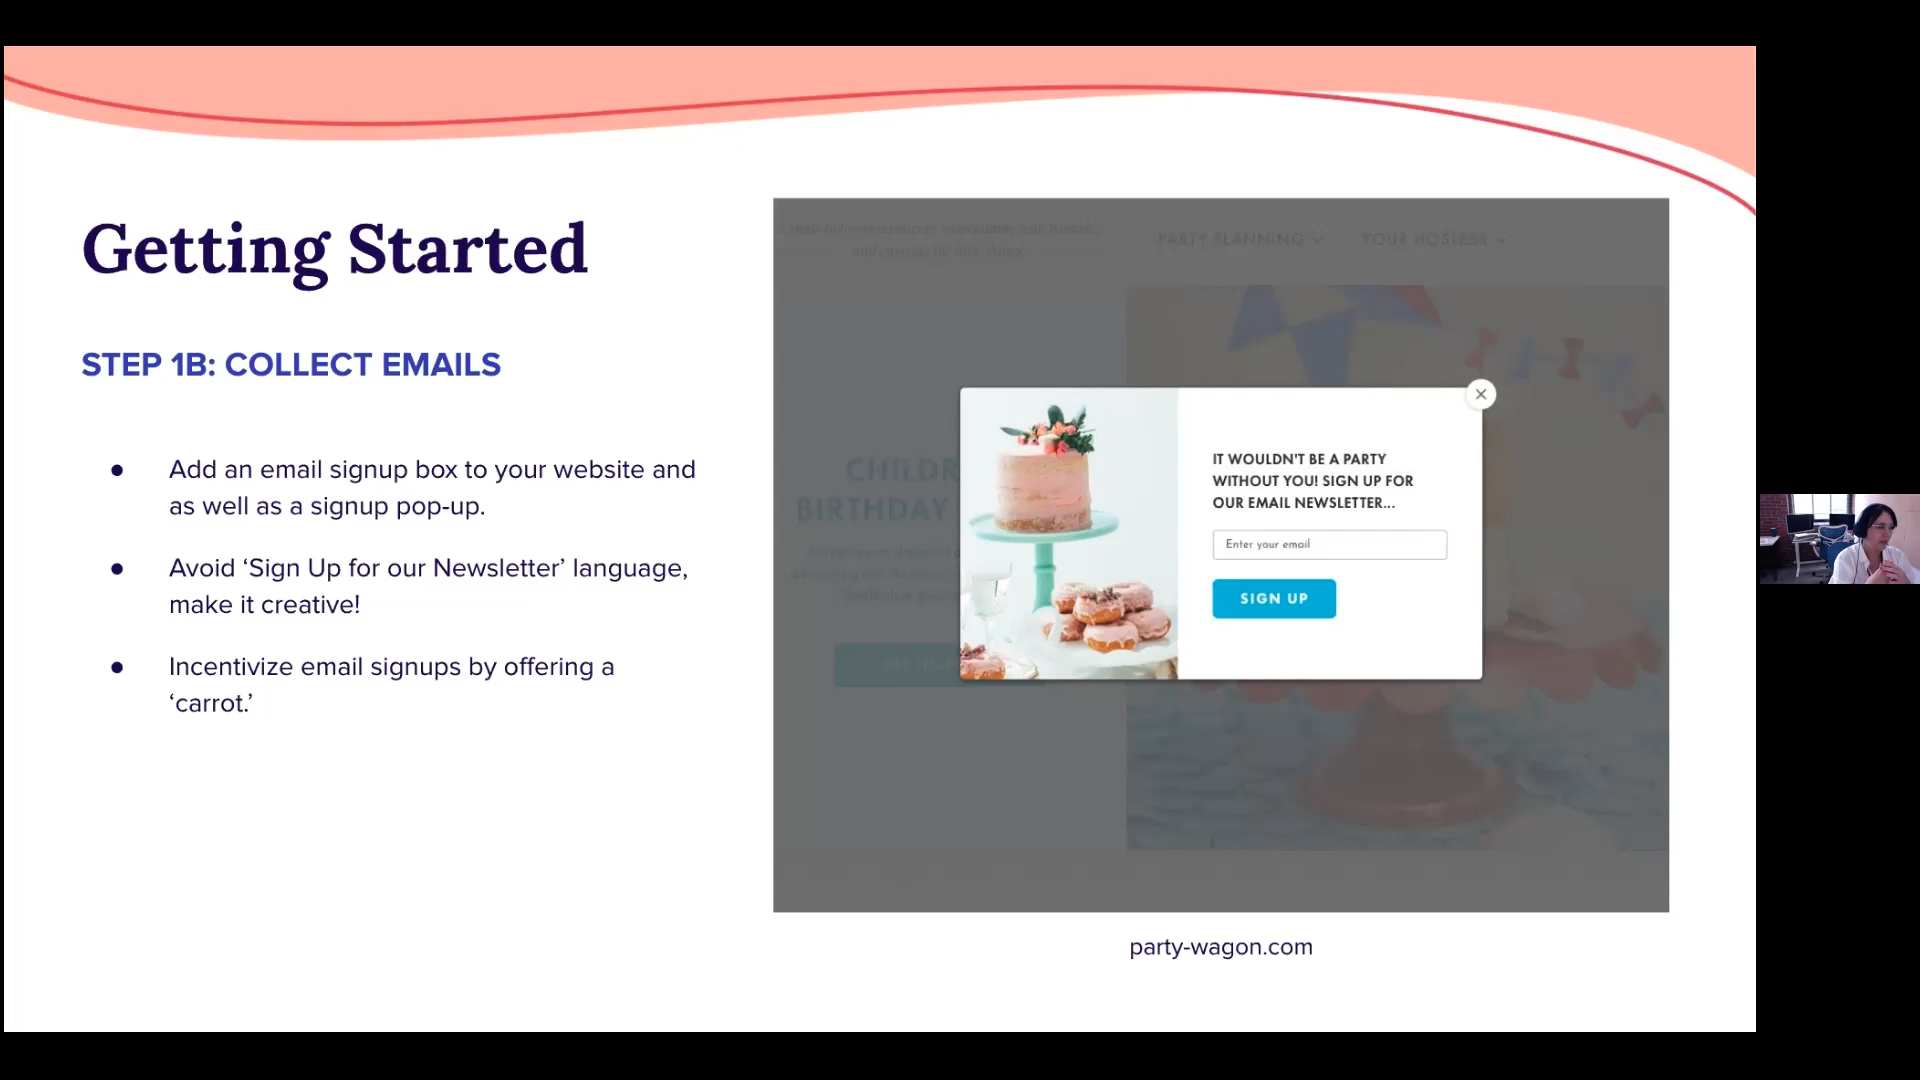 Getting Started
STEP 1B: COLLECT EMAILS
● Add an email signup box to your website and
as well as a signup pop-up.
● Avoid ‘Sign Up for our Newsletter’ language,
make it creative!
● Incentivize email signups by offering a
‘carrot.’
PARTY PLANNING
YOUR HOSTESS
BIRTHDAY
IT WOULDN'T BE A PARTY
WITHOUT YOU! SIGN UP FOR
OUR EMAIL NEWSLETTER...
Enter your email
SIGN UP
party-wagon.com